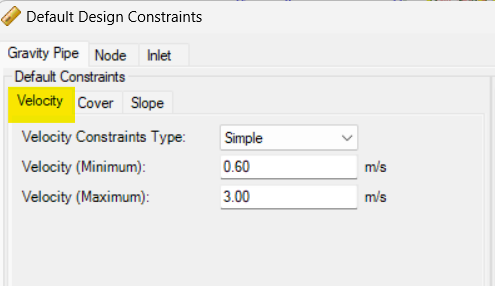 Default Design Constraints
Gravity Pipe Node Inlet
Default Constraints
Velocity Cover Slope
Velocity Constraints Type: Simple
Velocity (Minimum): 0.60 m/s
Velocity (Maximum): 3.00 m/s